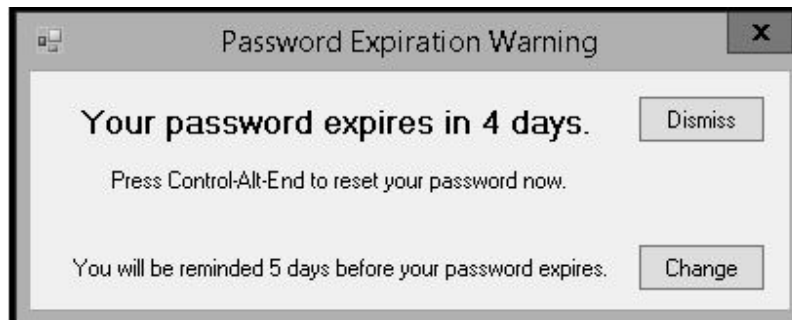 Password Expiration Warning
x
Your password expires in 4 days.
Dismiss
Press Control-Alt-End to reset your password now.
You will be reminded 5 days before your password expires.
Change